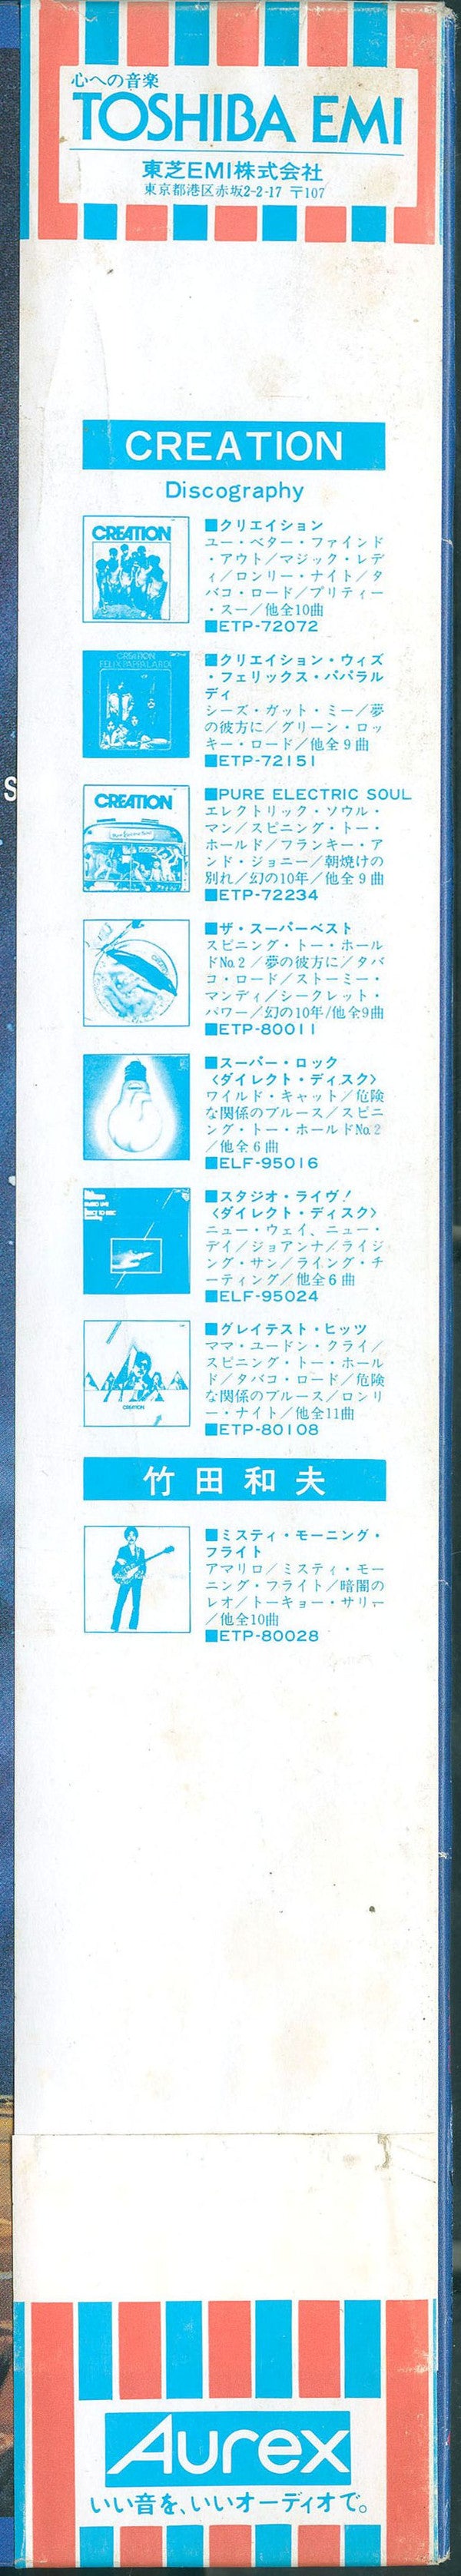 心への音楽
TOSHIBA EMI
東芝EMI株式会社
東京都港区赤坂2-2-17 〒107
CREATION
Discography
CREATION
■クリエイション
ユー・ベター・ファインド
・アウト／マジック・レデ
ィ／ロンリー・ナイト／タ
バコ・ロード／プリティー
・スー／他全10曲
■ETP-72072
CREATION
FELIX PAPPALARDI
■クリエイション・ウィズ
・フェリックス・パパラル
ディ
シーズ・ガット・ミー／夢
の彼方に／グリーン・ロッ
キー・ロード／他全9曲
■ETP-72151
CREATION
Pure Electric Soul
■PURE ELECTRIC SOUL
エレクトリック・ソウル・
マン／スピニング・トー・
ホールド／フランキー・ア
ンド・ジョニー／朝焼けの
別れ／幻の10年／他全9曲
■ETP-72234
■ザ・スーパーベスト
スピニング・トー・ホール
ドNo.2／夢の彼方に／タバ
コ・ロード／ストーミー・
マンディ／シークレット・
パワー／幻の10年/他全9曲
■ETP-80011
■スーパー・ロック
〈ダイレクト・ディスク〉
ワイルド・キャット／危険
な関係のブルース／スピニ
ング・トー・ホールドNo.2
／他全6曲
■ELF-95016
■スタジオ・ライヴ！
〈ダイレクト・ディスク〉
ニュー・ウェイ、ニュー・
デイ／ジョアンナ／ライジ
ング・サン／ライング・チ
ーティング／他全6曲
■ELF-95024
CREATION
■グレイテスト・ヒッツ
ママ・ユードン・クライ／
スピニング・トー・ホール
ド／タバコ・ロード／危険
な関係のブルース／ロンリ
ー・ナイト／他全11曲
■ETP-80108
竹田和夫
■ミスティ・モーニング・
フライト
アマリロ／ミスティ・モー
ニング・フライト／暗闇の
レオ／トーキョー・サリー
／他全10曲
■ETP-80028
Aurex
いい音を、いいオーディオで。